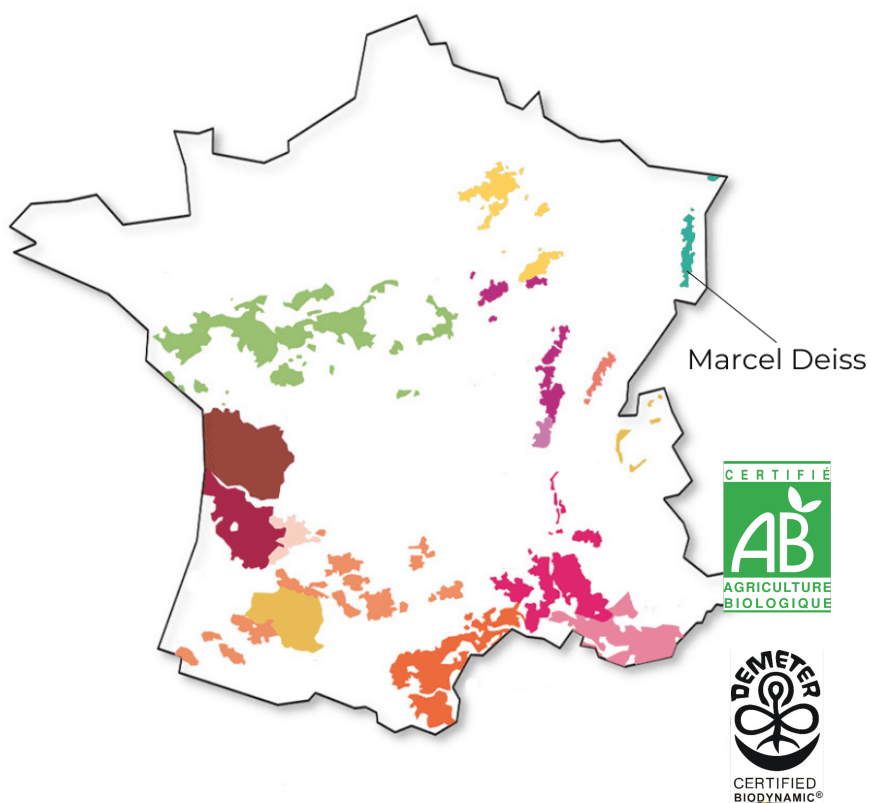 Marcel Deiss
CERTIFIÉ
AB
AGRICULTURE
BIOLOGIQUE
DEMETER
CERTIFIED
BIODYNAMIC®